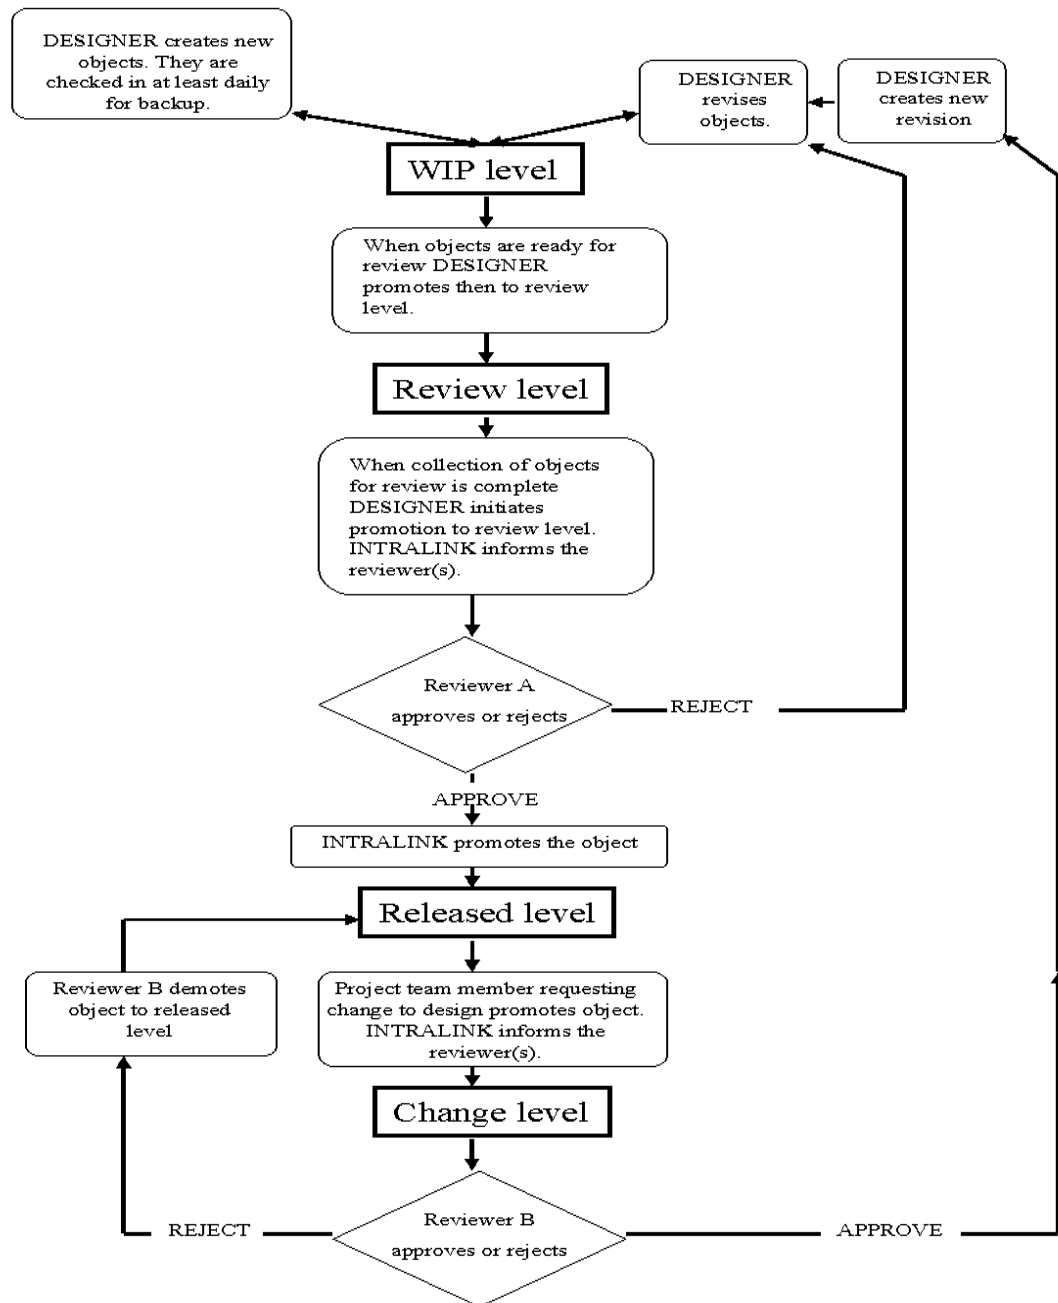 DESIGNER creates new
objects. They are
checked in at least daily
for backup.
DESIGNER
revises
objects.
DESIGNER
creates new
revision
WIP level
When objects are ready for
review DESIGNER
promotes then to review
level.
Review level
When collection of objects
for review is complete
DESIGNER initiates
promotion to review level.
INTRALINK informs the
reviewer(s).
Reviewer A
approves or rejects
REJECT
APPROVE
INTRALINK promotes the object
Released level
Reviewer B demotes
object to released
level
Project team member requesting
change to design promotes object.
INTRALINK informs the
reviewer(s).
Change level
REJECT
Reviewer B
approves or rejects
APPROVE